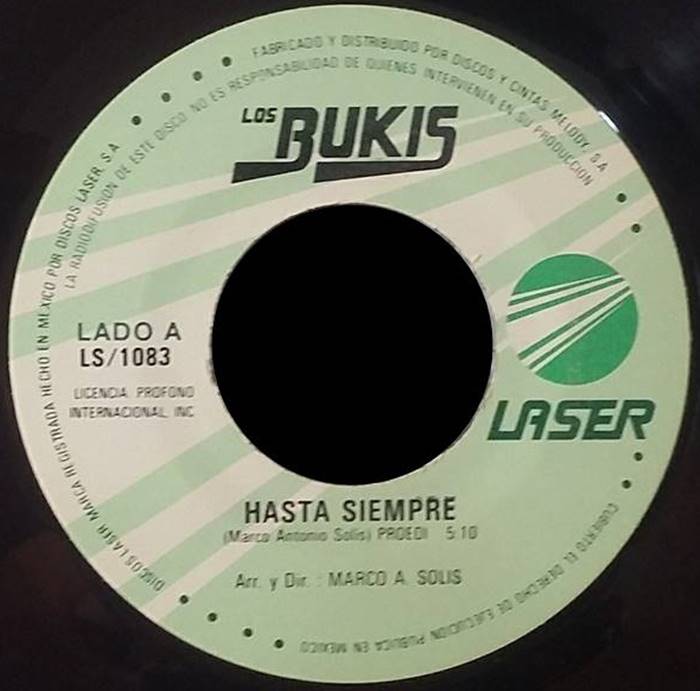 FABRICADO Y DISTRIBUIDO POR DISCOS Y CINTAS MELODY, S.A.
LA RADIODIFUSION DE ESTE DISCO NO ES RESPONSABILIDAD DE QUIENES INTERVIENEN EN SU PRODUCCION
LOS
BUKIS
LADO A
LS/1083
LICENCIA PROFONO
INTERNACIONAL, INC
LASER
HASTA SIEMPRE
(Marco Antonio Solís) PROEDI 5:10
Arr. y Dir.: MARCO A. SOLIS
DISCOS LASER MARCA REGISTRADA HECHO EN MEXICO POR DISCOS LASER, S.A.
CUBIERTO EL DERECHO DE EJECUCION PUBLICA EN MEXICO